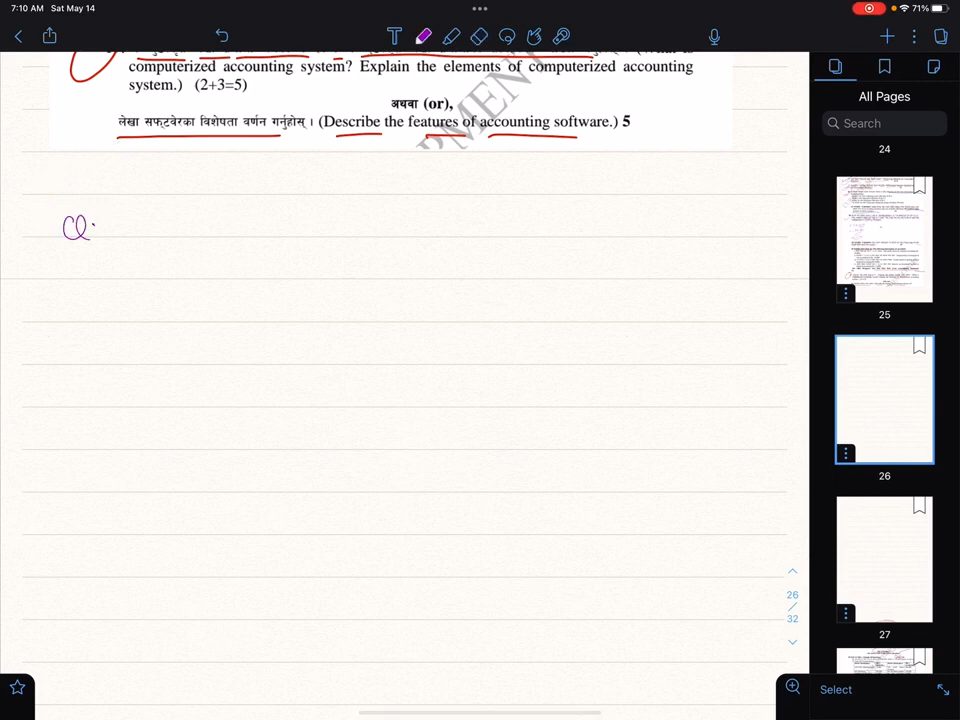 7:10 AM Sat May 14
71%
computerized accounting system? Explain the elements of computerized accounting
system.) (2+3=5)
अथवा (or),
लेखा सफ्टवेरका विशेषता वर्णन गर्नुहोस् । (Describe the features of accounting software.) 5
All Pages
Search
24
25
26
27
26
/
32
Select